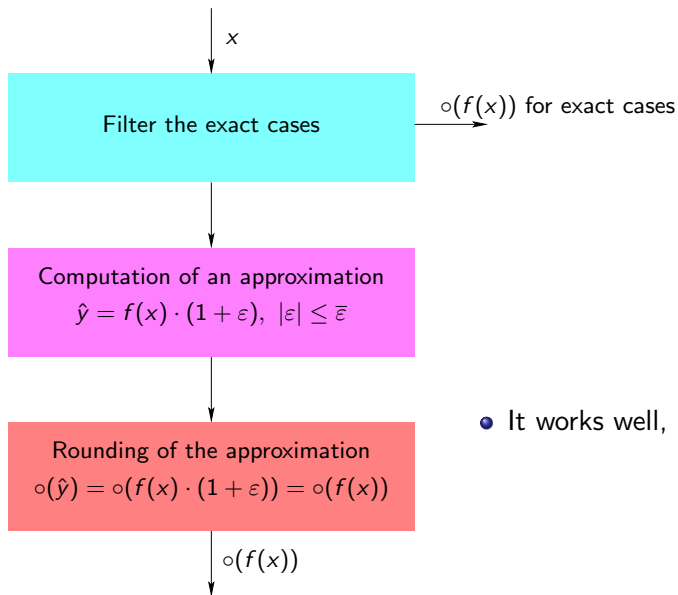 x
∘(f(x)) for exact cases
Filter the exact cases
Computation of an approximation
ŷ = f(x) · (1 + ε), |ε| ≤ ε̅
It works well,
Rounding of the approximation
∘(ŷ) = ∘(f(x) · (1 + ε)) = ∘(f(x))
∘(f(x))